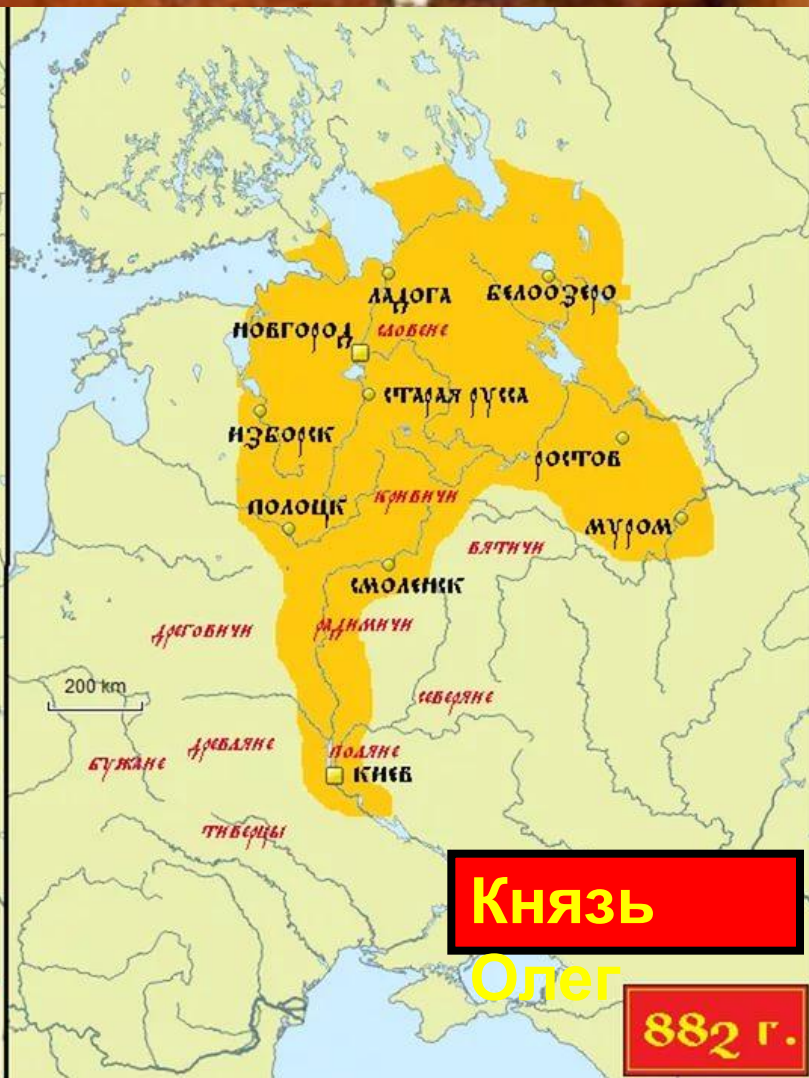 ЛАДОГА
БЕЛООЗЕРО
НОВГОРОД
СЛОВЕНЕ
СТАРАЯ РУССА
ИЗБОРСК
РОСТОВ
КРИВИЧИ
ПОЛОЦК
МУРОМ
ВЯТИЧИ
СМОЛЕНСК
ДРЕГОВИЧИ
РАДИМИЧИ
200 km
СЕВЕРЯНЕ
ДРЕВЛЯНЕ
ПОЛЯНЕ
БУЖАНЕ
КИЕВ
ТИВЕРЦЫ
Князь
Олег
882 г.